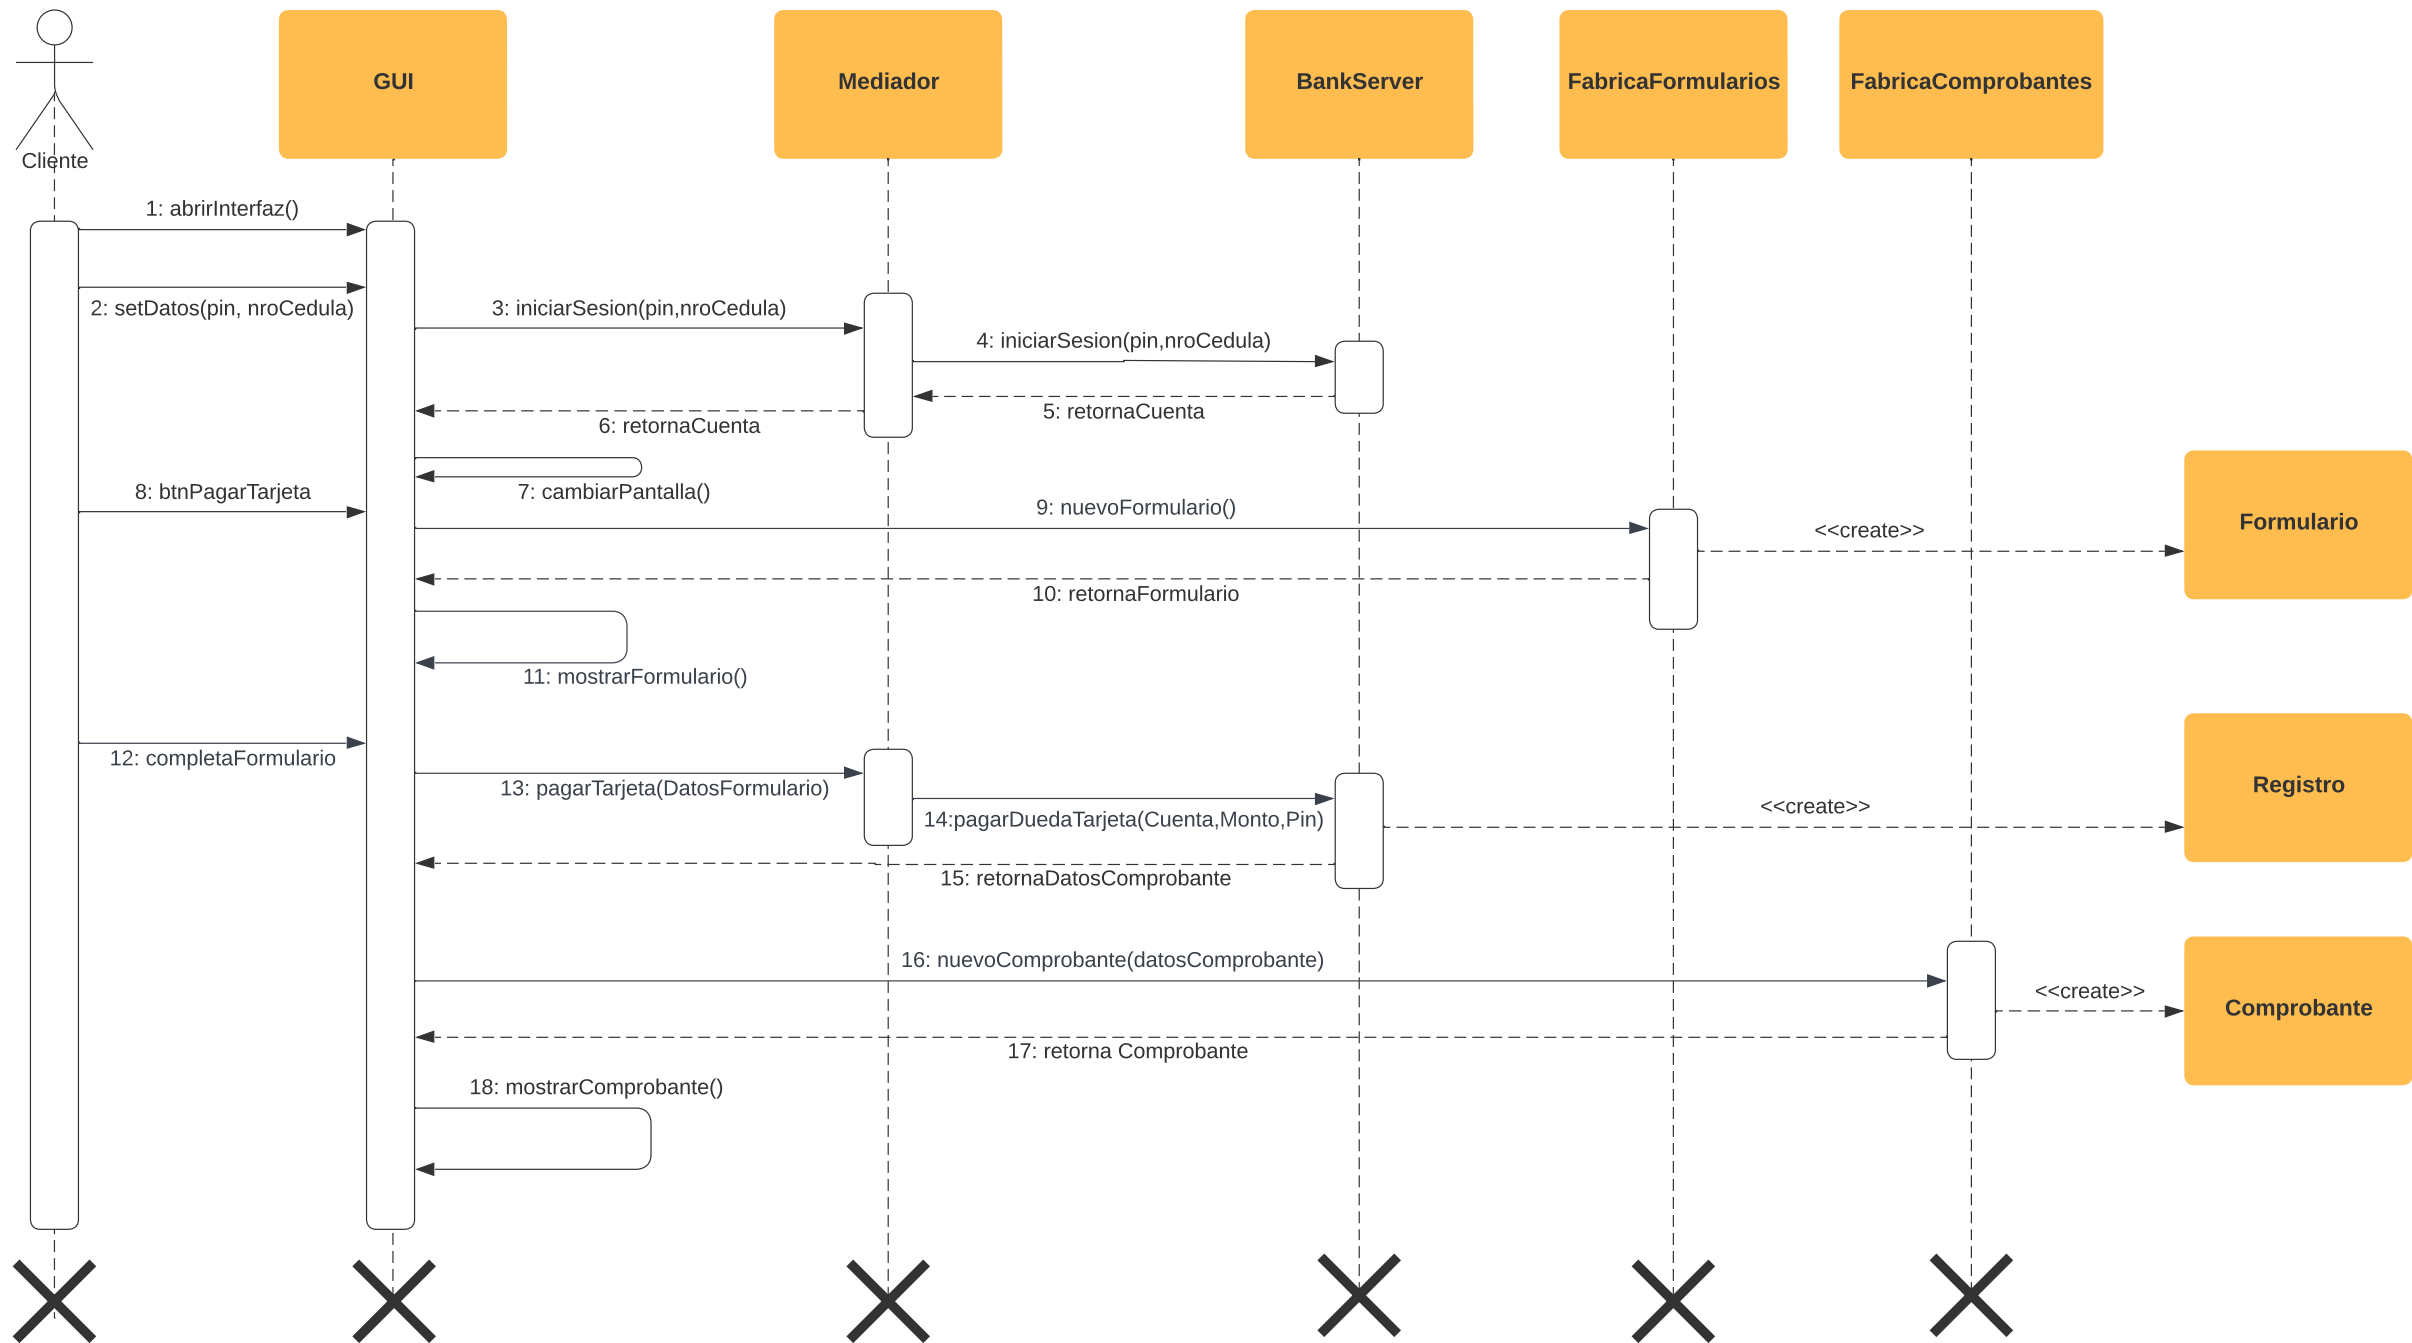 GUI
Mediador
BankServer
FabricaFormularios
FabricaComprobantes
Cliente
1: abrirInterfaz()
2: setDatos(pin, nroCedula)
3: iniciarSesion(pin,nroCedula)
4: iniciarSesion(pin,nroCedula)
5: retornaCuenta
6: retornaCuenta
7: cambiarPantalla()
8: btnPagarTarjeta
9: nuevoFormulario()
<<create>>
Formulario
10: retornaFormulario
11: mostrarFormulario()
12: completaFormulario
13: pagarTarjeta(DatosFormulario)
14:pagarDuedaTarjeta(Cuenta,Monto,Pin)
<<create>>
Registro
15: retornaDatosComprobante
16: nuevoComprobante(datosComprobante)
<<create>>
Comprobante
17: retorna Comprobante
18: mostrarComprobante()